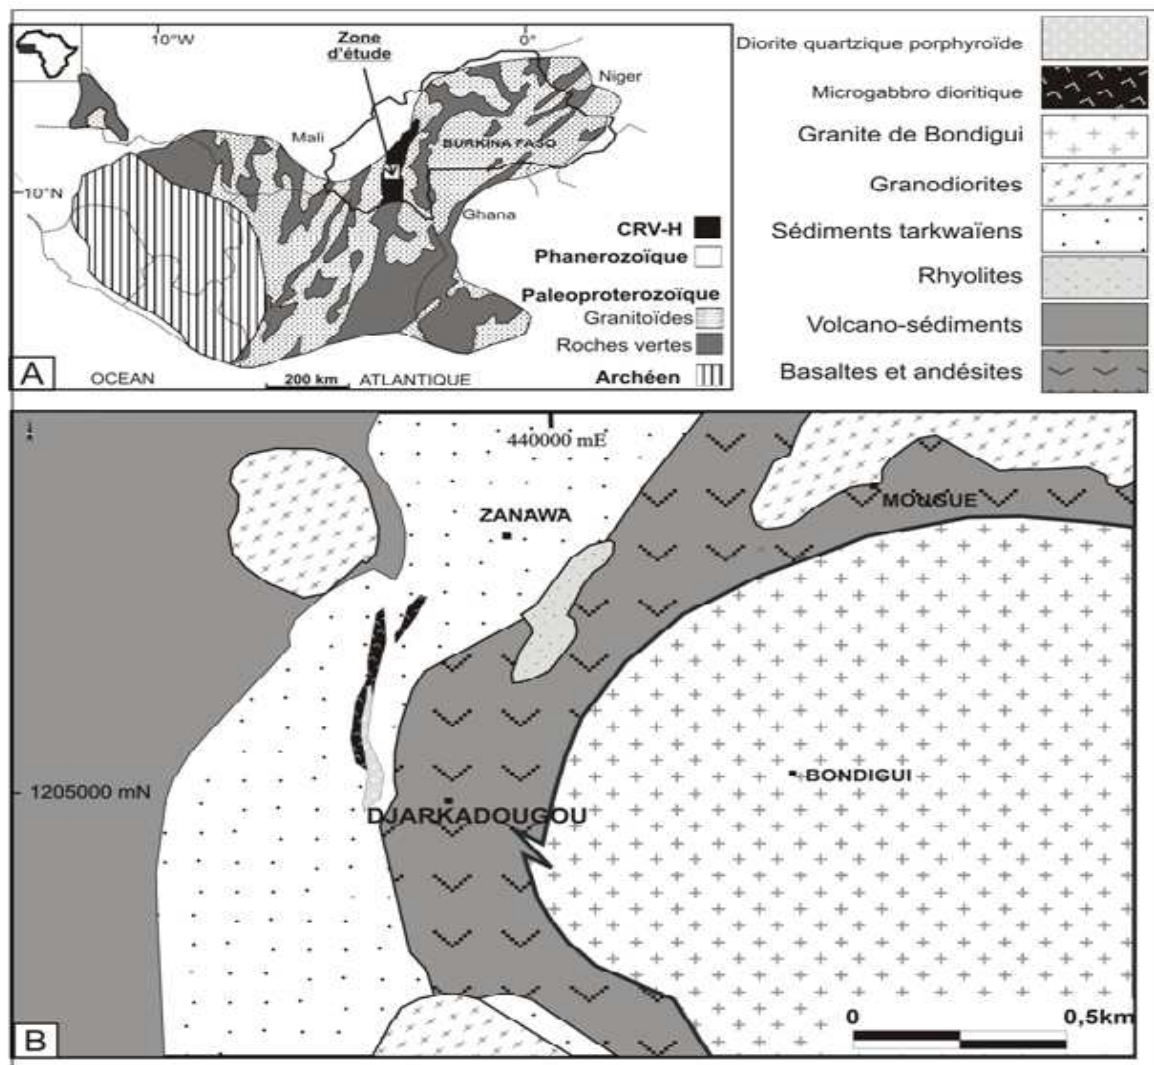 10°W
0°
Zone
d'étude
Niger
Mali
BURKINA FASO
10°N
Ghana
CRV-H
Phanerozoïque
Paleoproterozoïque
Granitoïdes
Roches vertes
Archéen
A
OCEAN
200 km
ATLANTIQUE
Diorite quartzique porphyroïde
Microgabbro dioritique
Granite de Bondigui
Granodiorites
Sédiments tarkwaïens
Rhyolites
Volcano-sédiments
Basaltes et andésites
440000 mE
ZANAWA
MOUGUE
BONDIGUI
1205000 mN
DJARKADOUGOU
B
0
0,5km